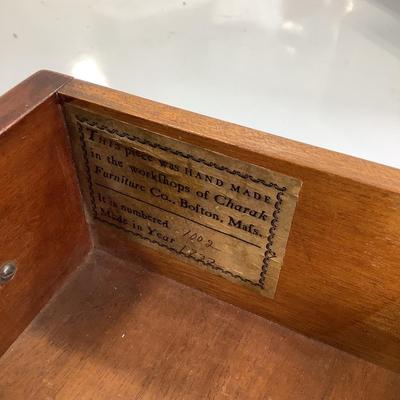 This piece was HAND MADE
in the workshops of Charak
Furniture Co., Boſton, Maſs.
It is numbered 1002
Made in Year